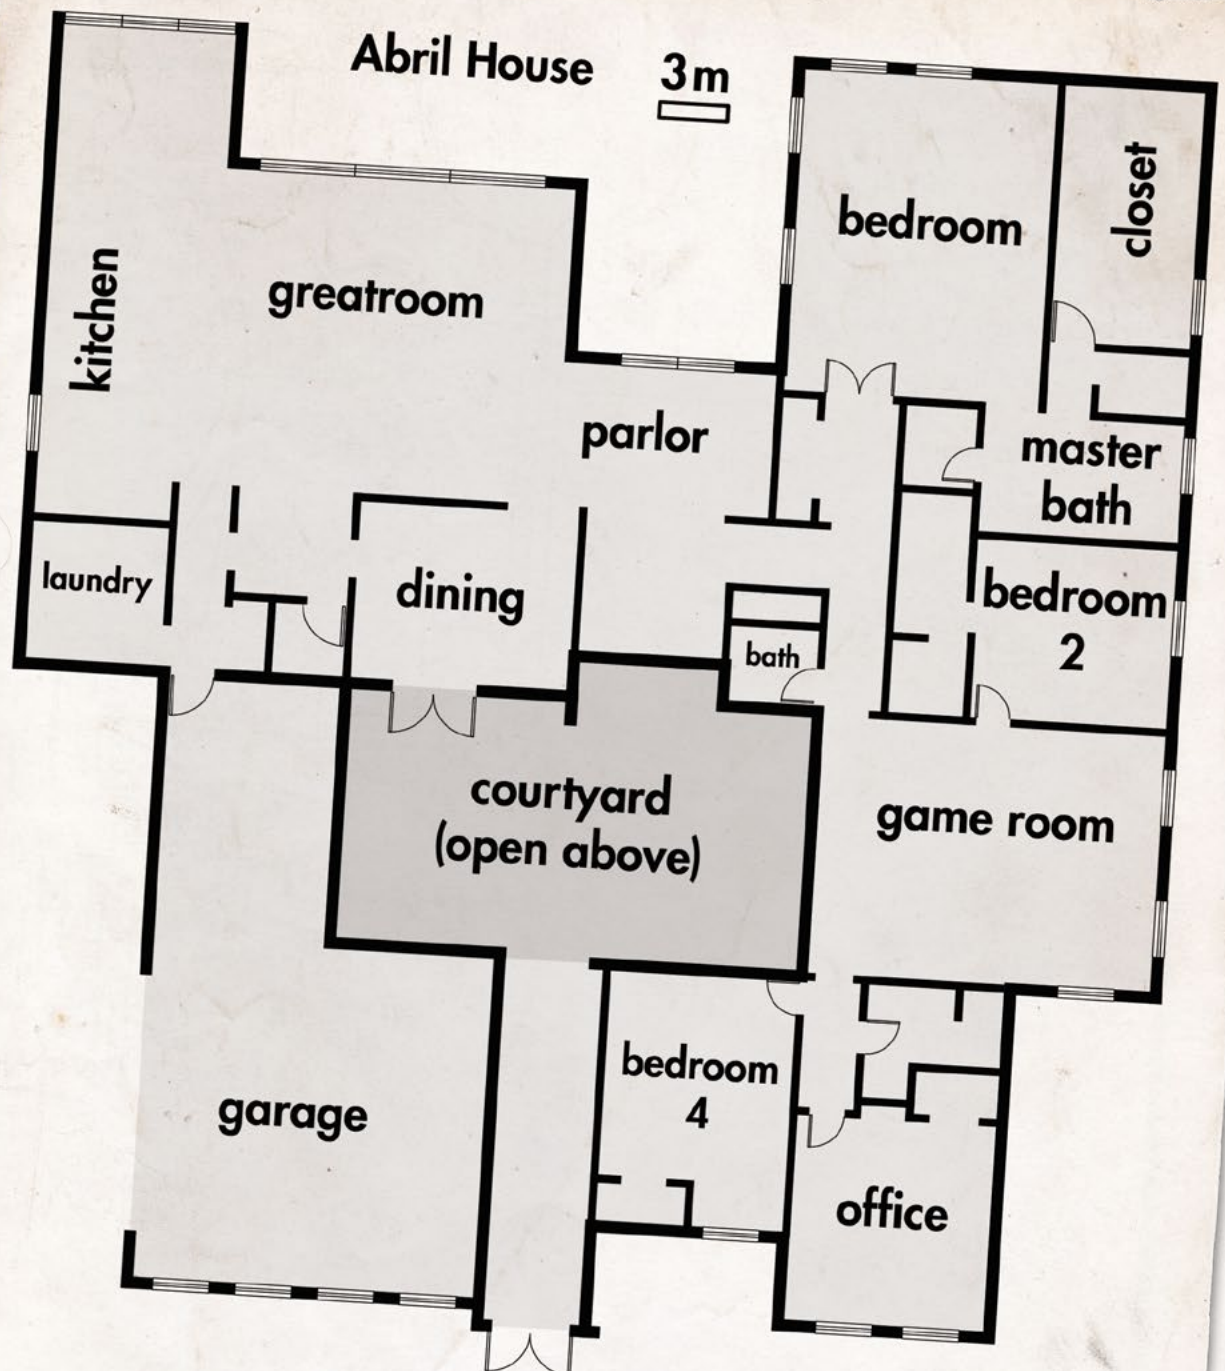 Abril House
3m
kitchen
greatroom
bedroom
closet
parlor
master
bath
laundry
dining
bath
bedroom
2
courtyard
(open above)
game room
garage
bedroom
4
office